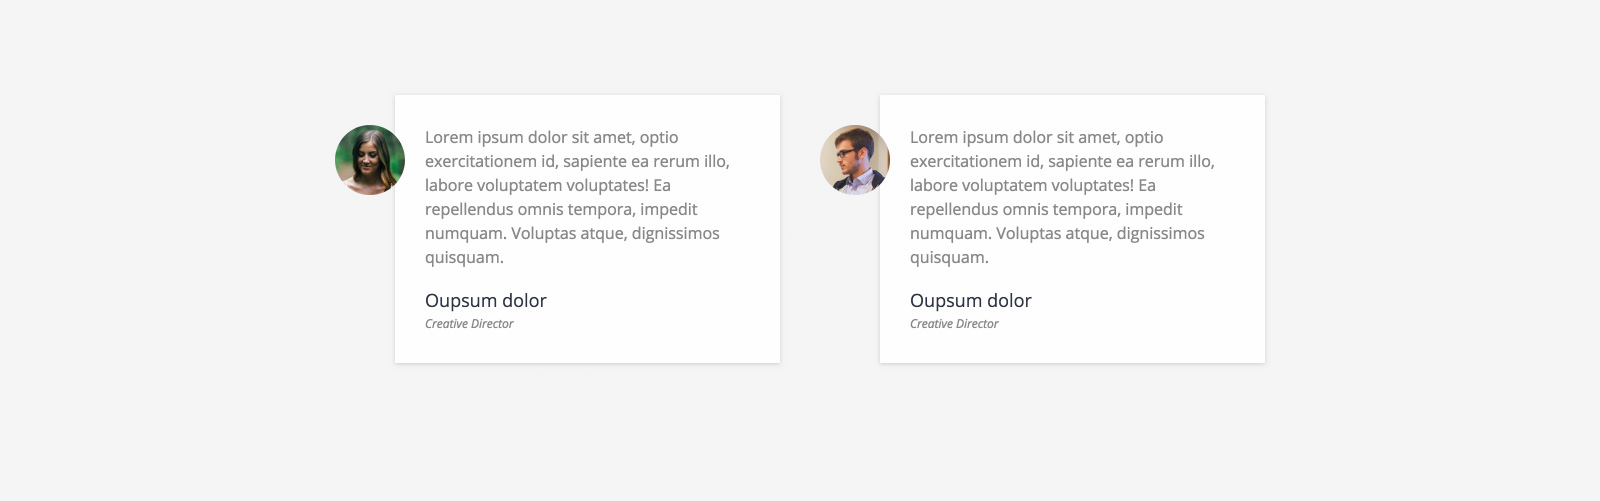 Lorem ipsum dolor sit amet, optio
exercitationem id, sapiente ea rerum illo,
labore voluptatem voluptates! Ea
repellendus omnis tempora, impedit
numquam. Voluptas atque, dignissimos
quisquam.
Oupsum dolor
Creative Director
Lorem ipsum dolor sit amet, optio
exercitationem id, sapiente ea rerum illo,
labore voluptatem voluptates! Ea
repellendus omnis tempora, impedit
numquam. Voluptas atque, dignissimos
quisquam.
Oupsum dolor
Creative Director